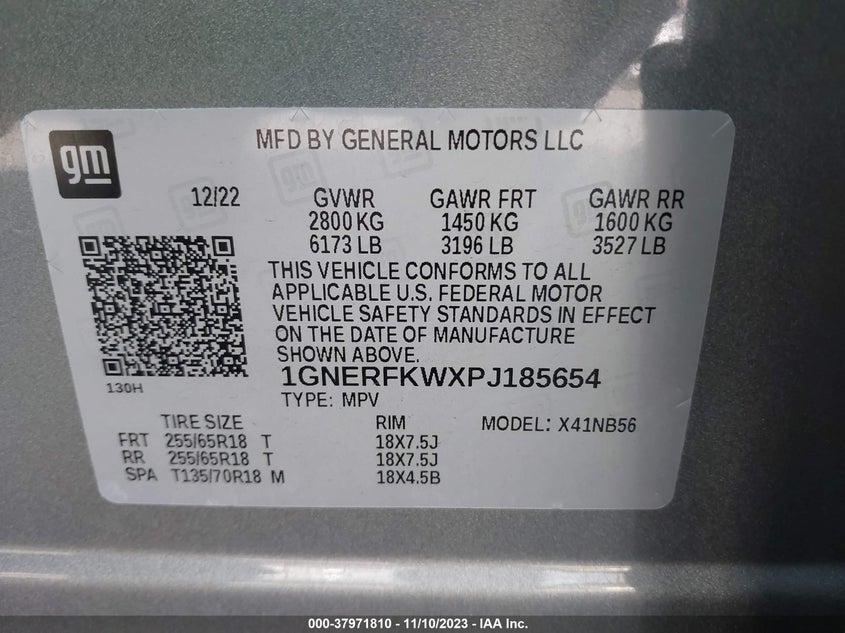 gm
MFD BY GENERAL MOTORS LLC
12/22 GVWR GAWR FRT GAWR RR
2800 KG 1450 KG 1600 KG
6173 LB 3196 LB 3527 LB
THIS VEHICLE CONFORMS TO ALL
APPLICABLE U.S. FEDERAL MOTOR
VEHICLE SAFETY STANDARDS IN EFFECT
ON THE DATE OF MANUFACTURE
SHOWN ABOVE.
130H
1GNERFKWXPJ185654
TYPE: MPV
TIRE SIZE RIM MODEL: X41NB56
FRT 255/65R18 T 18X7.5J
RR 255/65R18 T 18X7.5J
SPA T135/70R18 M 18X4.5B
000-37971810 - 11/10/2023 - IAA Inc.